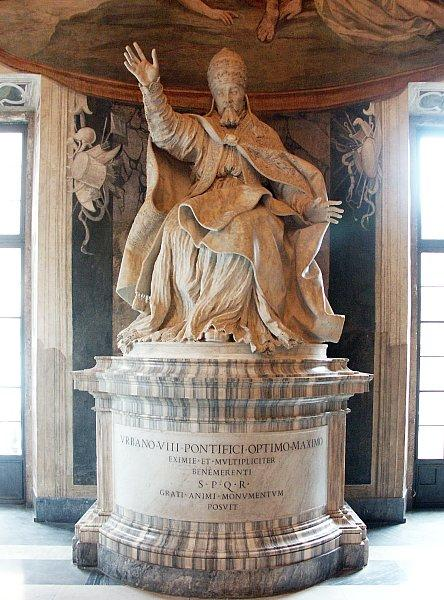 VRBANO·VIII·PONTIFICI·OPTIMO·MAXIMO
EXIMIE·ET·MVLTIPLICITER
BENEMERENTI
S·P·Q·R·
GRATI·ANIMI·MONVMENTVM
POSVIT